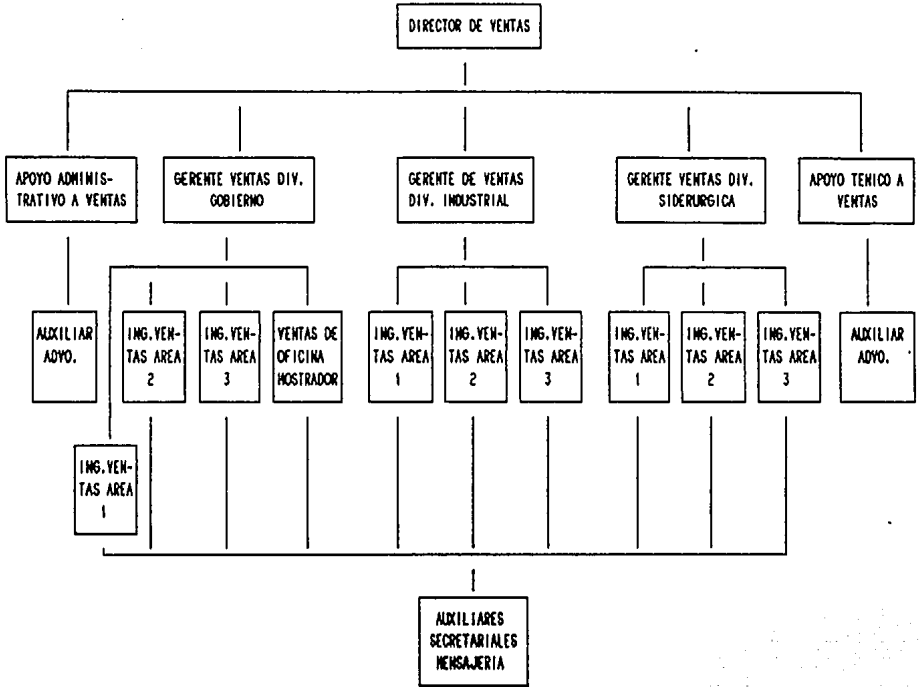 DIRECTOR DE VENTAS
APOYO ADMINIS-
TRATIVO A VENTAS
GERENTE VENTAS DIV.
GOBIERNO
GERENTE DE VENTAS
DIV. INDUSTRIAL
GERENTE VENTAS DIV.
SIDERURGICA
APOYO TENICO A
VENTAS
AUXILIAR
ADYO.
ING.VEN-
TAS AREA
2
ING.VEN-
TAS AREA
3
VENTAS DE
OFICINA
MOSTRADOR
ING.VEN-
TAS AREA
1
ING.VEN-
TAS AREA
2
ING.VEN-
TAS AREA
3
ING.VEN-
TAS AREA
1
ING.VEN-
TAS AREA
2
ING.VEN-
TAS AREA
3
AUXILIAR
ADYO.
ING.VEN-
TAS AREA
1
AUXILIARES
SECRETARIALES
MENSAJERIA